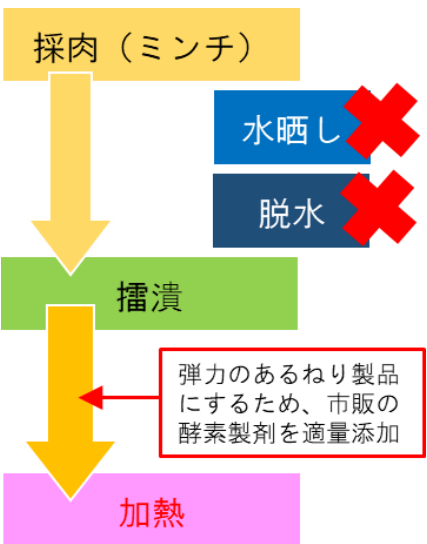 採肉（ミンチ）
水晒し
脱水
擂潰
弾力のあるねり製品
にするため、市販の
酵素製剤を適量添加
加熱